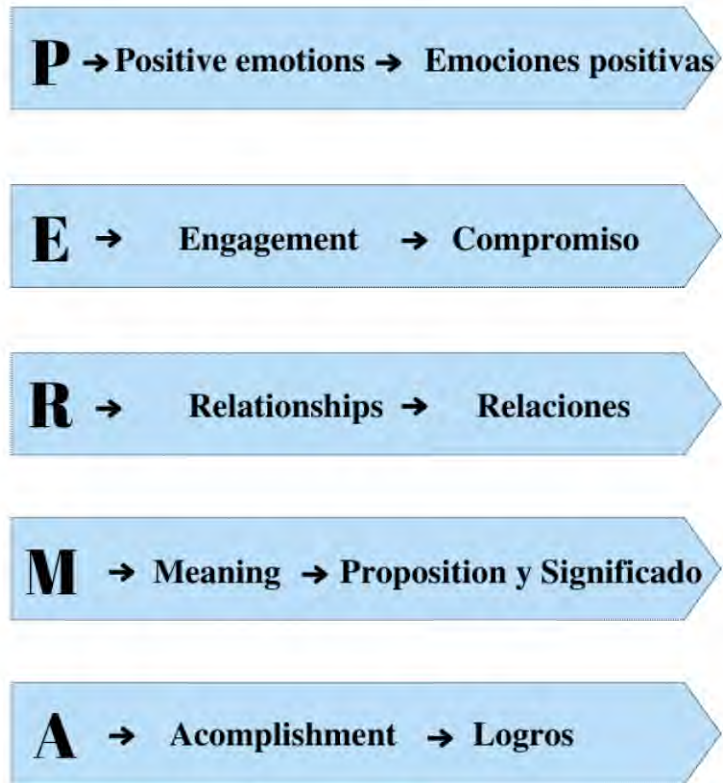 P → Positive emotions → Emociones positivas
E → Engagement → Compromiso
R → Relationships → Relaciones
M → Meaning → Proposition y Significado
A → Acomplishment → Logros